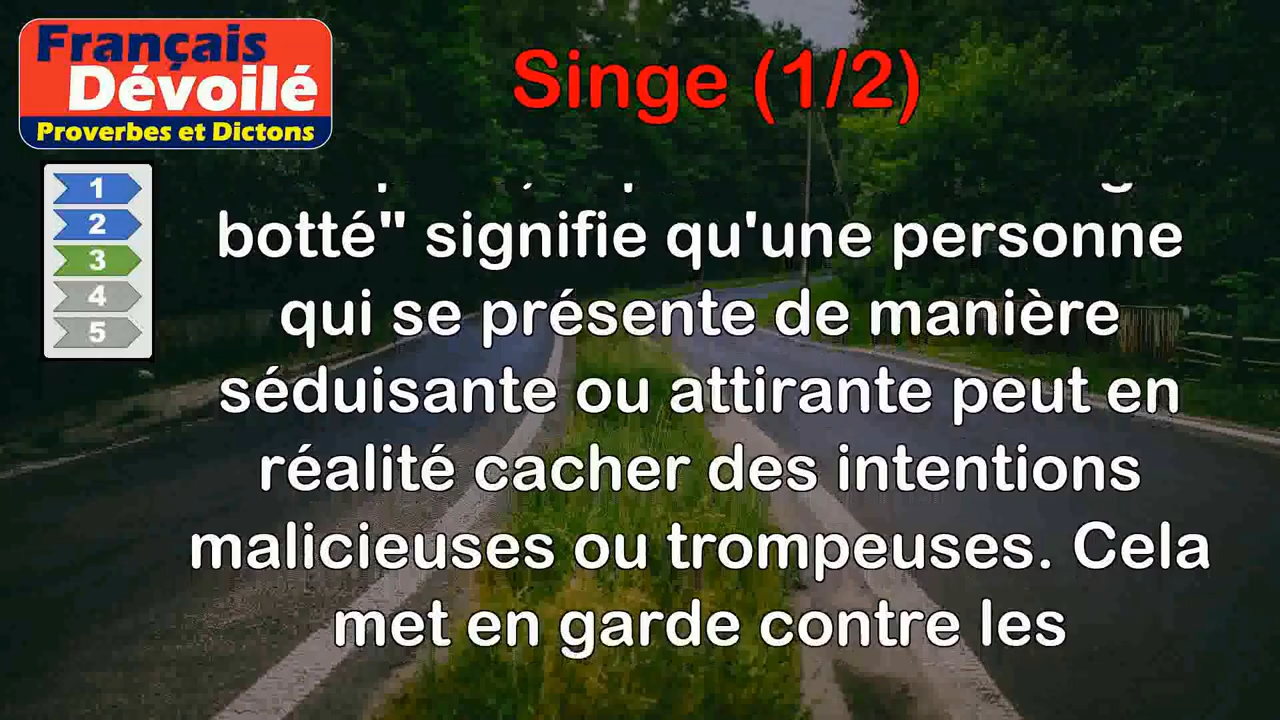 Français
Dévoilé
Proverbes et Dictons
Singe (1/2)
1
2
3
4
5
botté" signifie qu'une personne
qui se présente de manière
séduisante ou attirante peut en
réalité cacher des intentions
malicieuses ou trompeuses. Cela
met en garde contre les